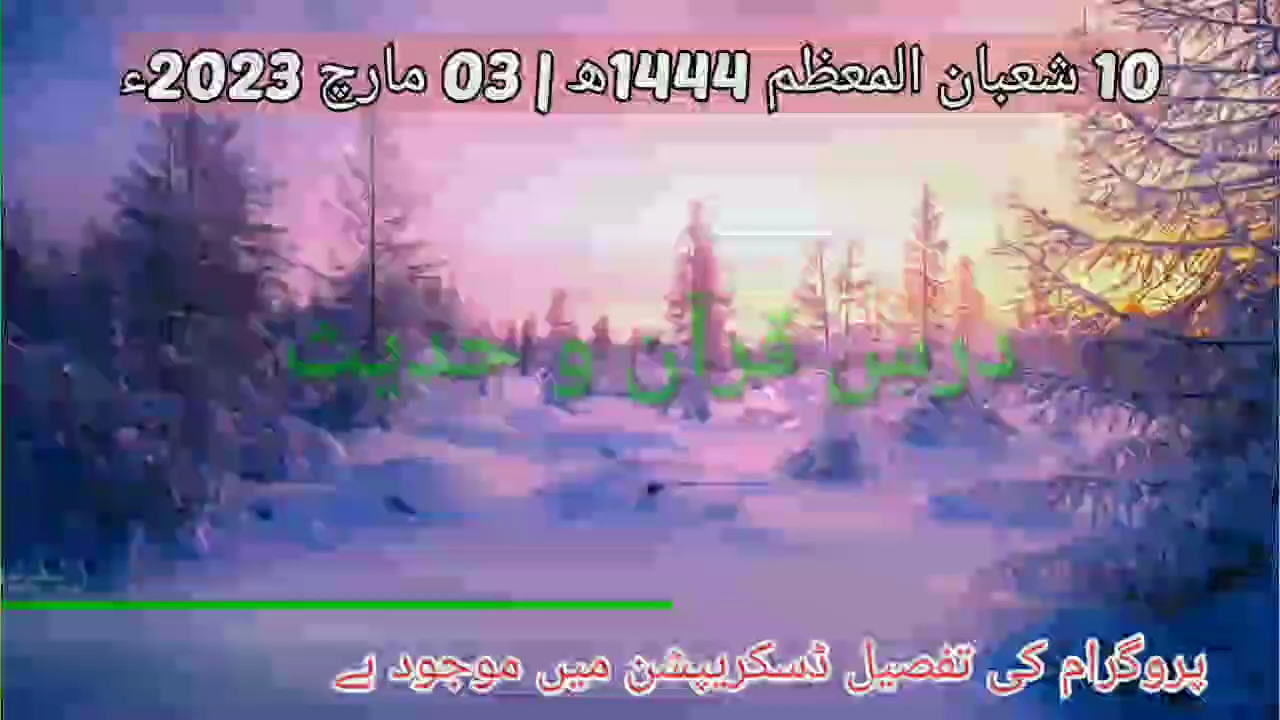 10 شعبان المعظم 1444ھ | 03 مارچ 2023ء
درس قرآن و حدیث
پروگرام کی تفصیل ڈسکرپشن میں موجود ہے